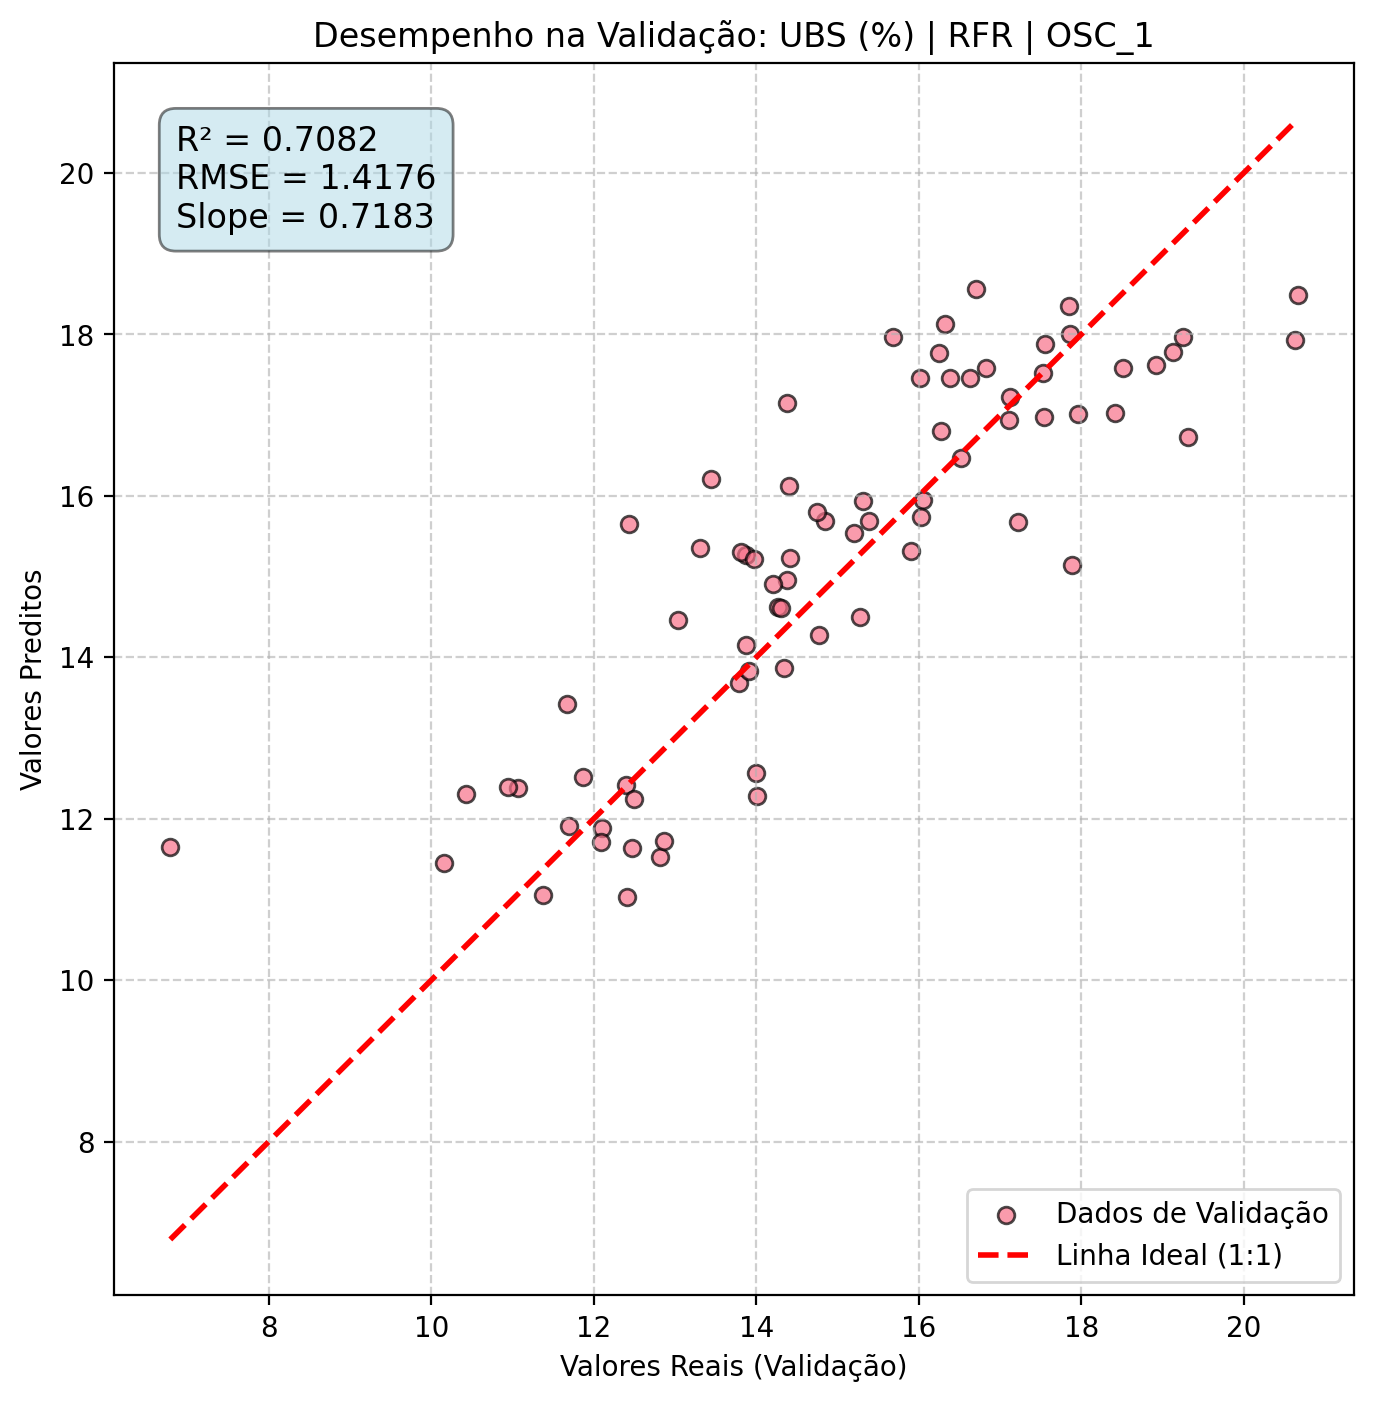 Desempenho na Validação: UBS (%) | RFR | OSC_1
R² = 0.7082
RMSE = 1.4176
Slope = 0.7183
20
18
16
14
12
10
8
Valores Preditos
Dados de Validação
Linha Ideal (1:1)
8 10 12 14 16 18 20
Valores Reais (Validação)